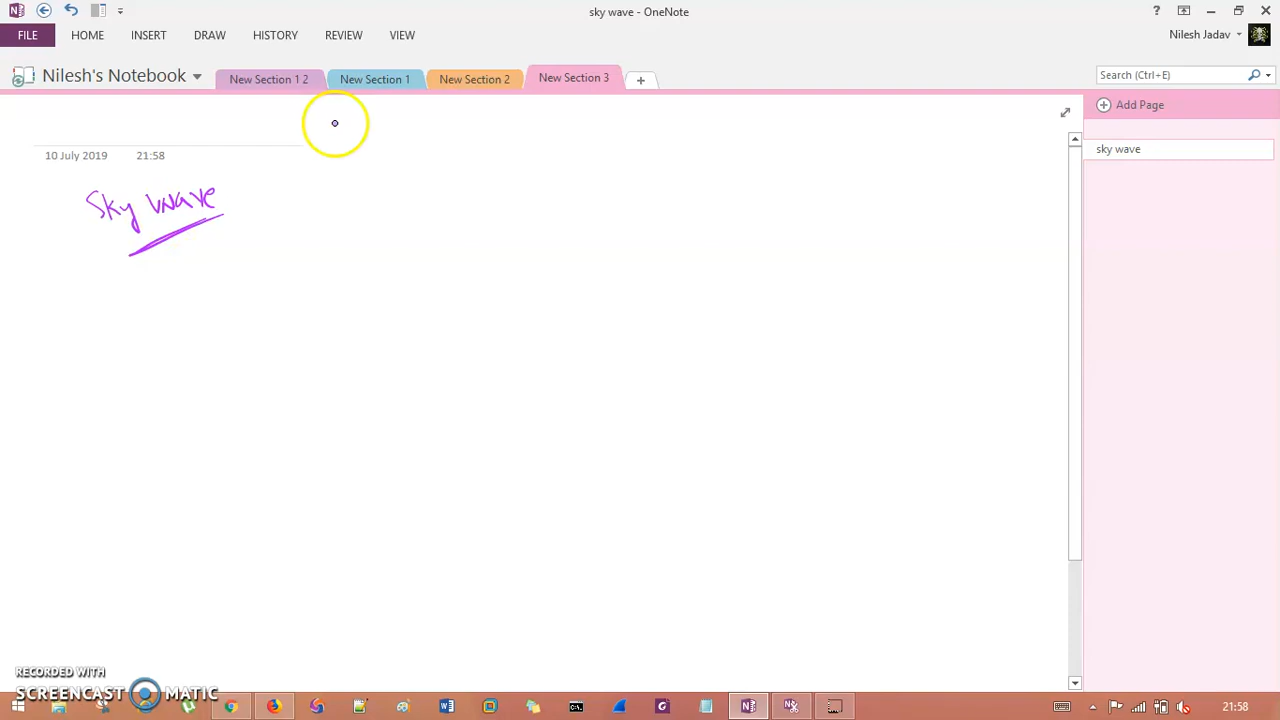 sky wave - OneNote
?
FILE HOME INSERT DRAW HISTORY REVIEW VIEW
Nilesh Jadav
Nilesh's Notebook
New Section 1 2 New Section 1 New Section 2 New Section 3 +
Search (Ctrl+E)
Add Page
sky wave
10 July 2019 21:58
Sky Wave
RECORDED WITH
SCREENCAST MATIC
21:58